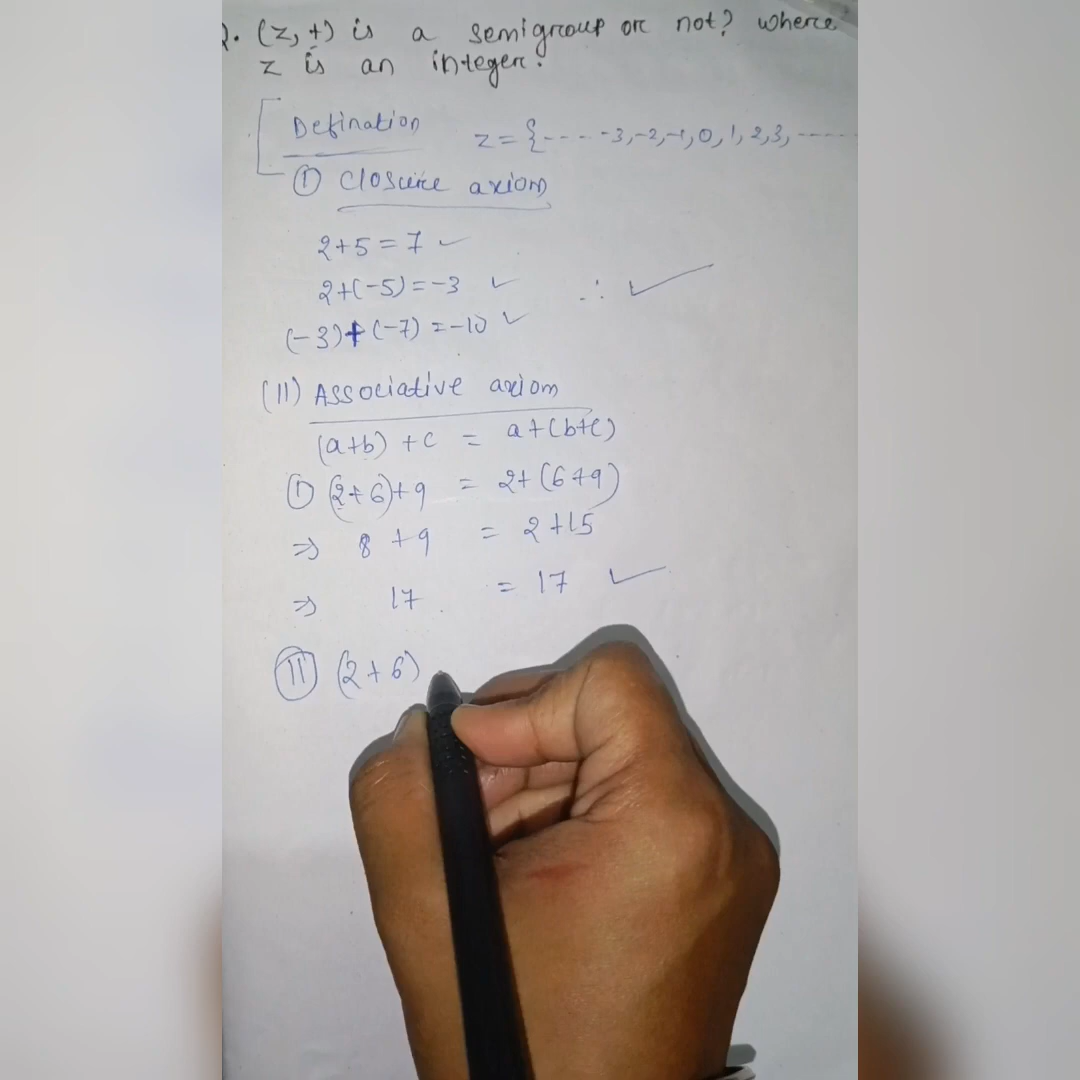 (z, +) is a semigroup or not? where
z is an integer.
Defination
z = {---- -3, -2, -1, 0, 1, 2, 3, -----
① closure axiom
2+5 = 7 ✓
2+(-5) = -3 ✓
∴ ✓
(-3)+(-7) = -10 ✓
(II) Associative axiom
(a+b) + c = a+(b+c)
① (2+6)+9 = 2+(6+9)
⇒ 8 + 9 = 2+15
⇒ 17 = 17 ✓
II (2+6)